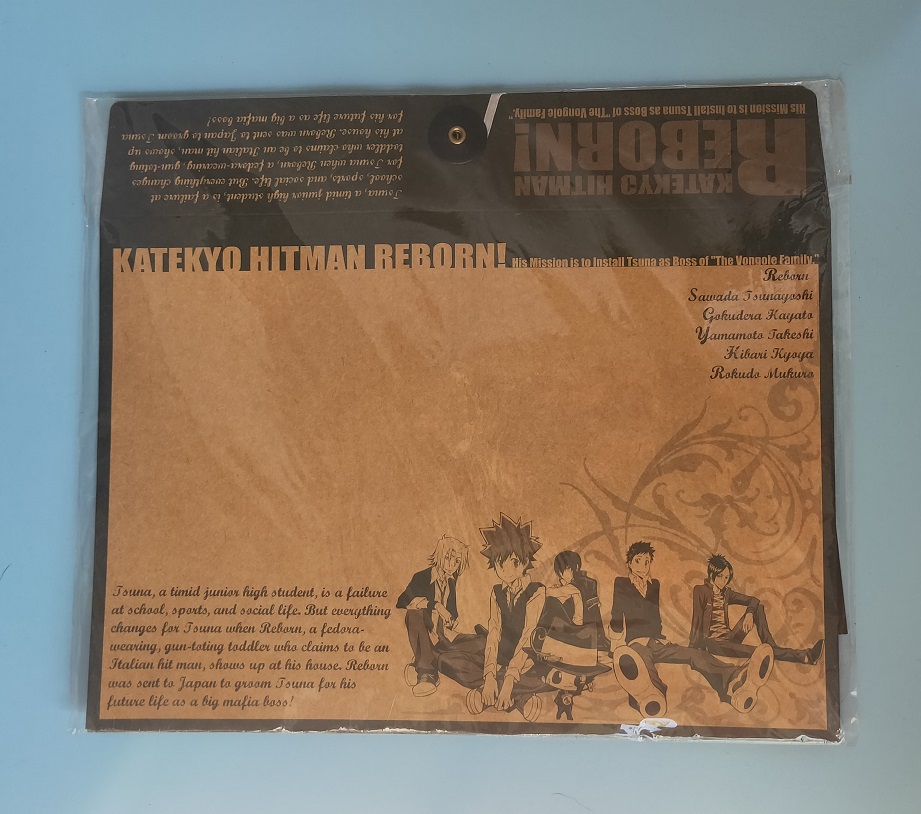 Tsuna, a timid junior high student, is a failure at
school, sports, and social life. But everything changes
for Tsuna when Reborn, a fedora-wearing, gun-toting
toddler who claims to be an Italian hit man, shows up
at his house. Reborn was sent to Japan to groom Tsuna
for his future life as a big mafia boss!
KATEKYO HITMAN
REBORN!
His Mission is to Install Tsuna as Boss of "The Vongole Family."
KATEKYO HITMAN REBORN! His Mission is to Install Tsuna as Boss of "The Vongole Family."
Reborn
Sawada Tsunayoshi
Gokudera Hayato
Yamamoto Takeshi
Hibari Kyoya
Rokudo Mukuro
Tsuna, a timid junior high student, is a failure
at school, sports, and social life. But everything
changes for Tsuna when Reborn, a fedora-
wearing, gun-toting toddler who claims to be an
Italian hit man, shows up at his house. Reborn
was sent to Japan to groom Tsuna for his
future life as a big mafia boss!